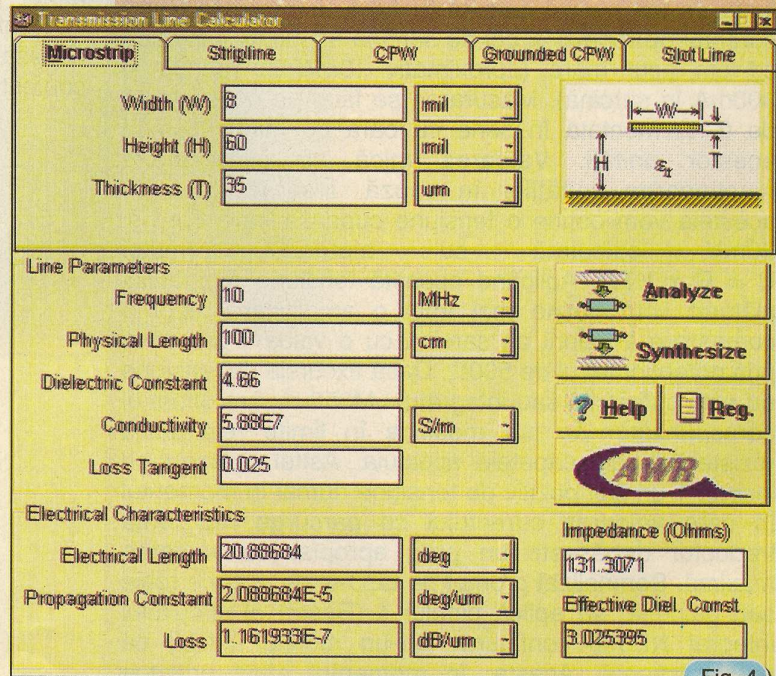 Transmission Line Calculator
Microstrip Stripline CPW Grounded CPW Slot Line
Width (W) 8 mil
Height (H) 60 mil
Thickness (T) 35 um
W
H
T
εr
Line Parameters
Frequency 10 MHz
Physical Length 100 cm
Dielectric Constant 4.66
Conductivity 5.88E7 S/m
Loss Tangent 0.025
Analyze
Synthesize
? Help Reg.
AWR
Electrical Characteristics
Electrical Length 20.88684 deg
Propagation Constant 2.088684E-5 deg/um
Loss 1.161933E-7 dB/um
Impedance (Ohms)
131.3071
Effective Diel. Const.
3.025395
Fig. 4